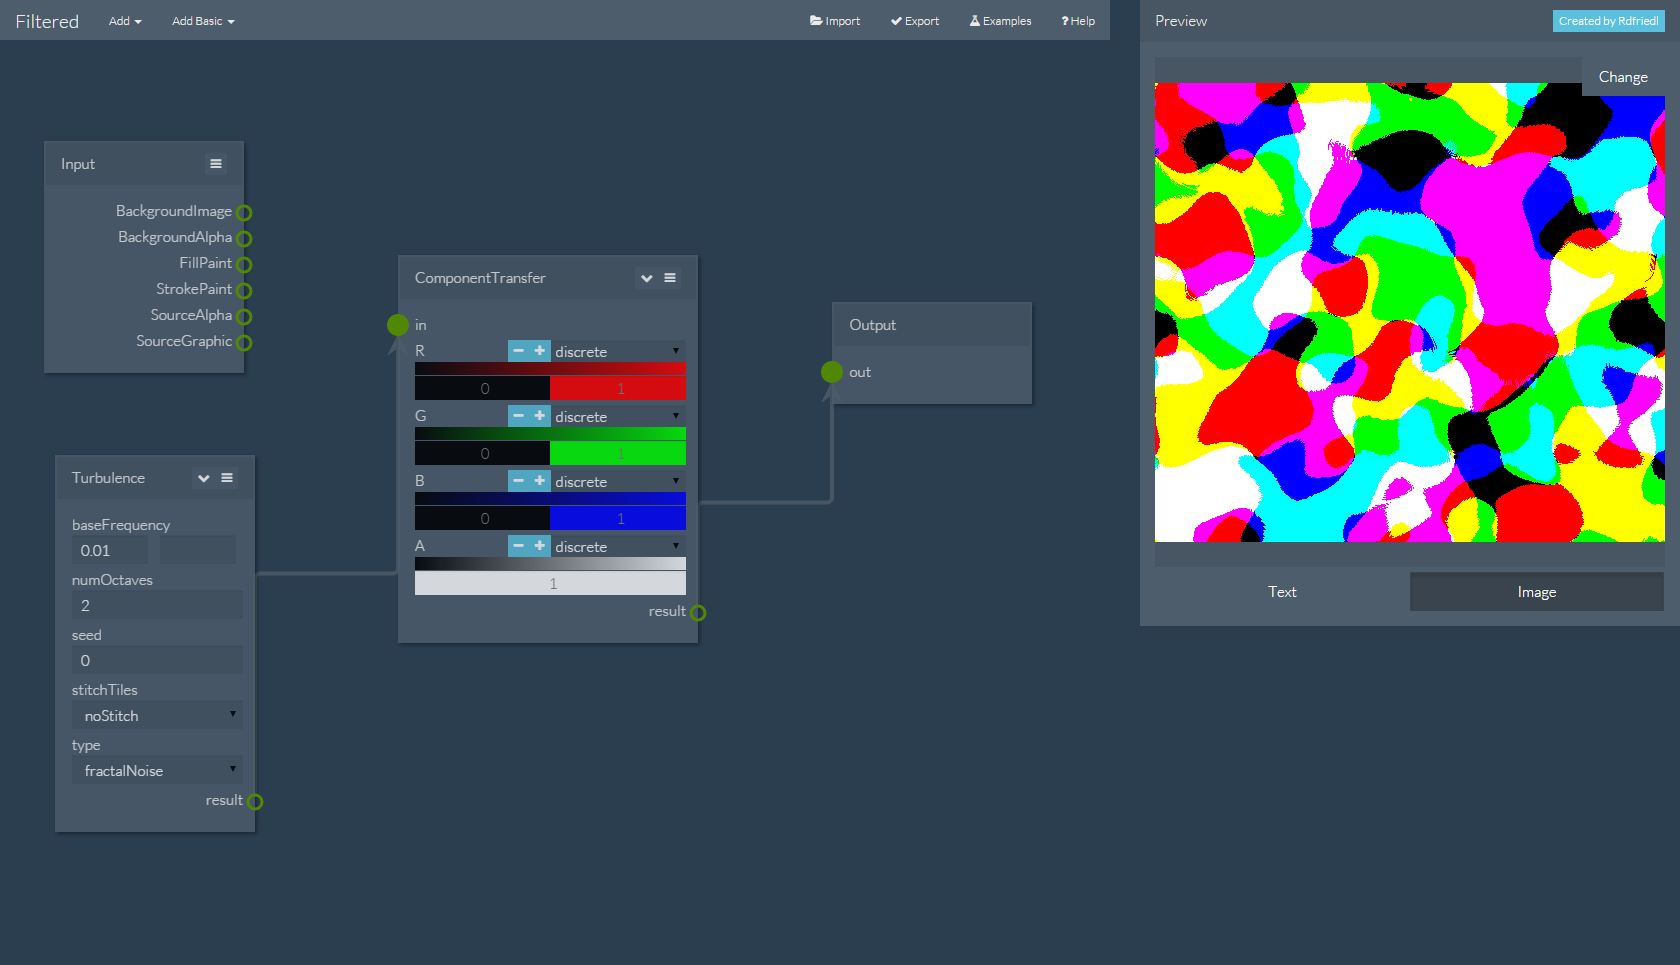 Filtered Add Add Basic Import Export Examples Help
Preview Created by Rdfriedl
Change
Input
BackgroundImage
BackgroundAlpha
FillPaint
StrokePaint
SourceAlpha
SourceGraphic
ComponentTransfer
in
R − + discrete
0 1
G − + discrete
0 1
B − + discrete
0 1
A − + discrete
1
result
Output
out
Turbulence
baseFrequency
0.01
numOctaves
2
seed
0
stitchTiles
noStitch
type
fractalNoise
result
Text Image